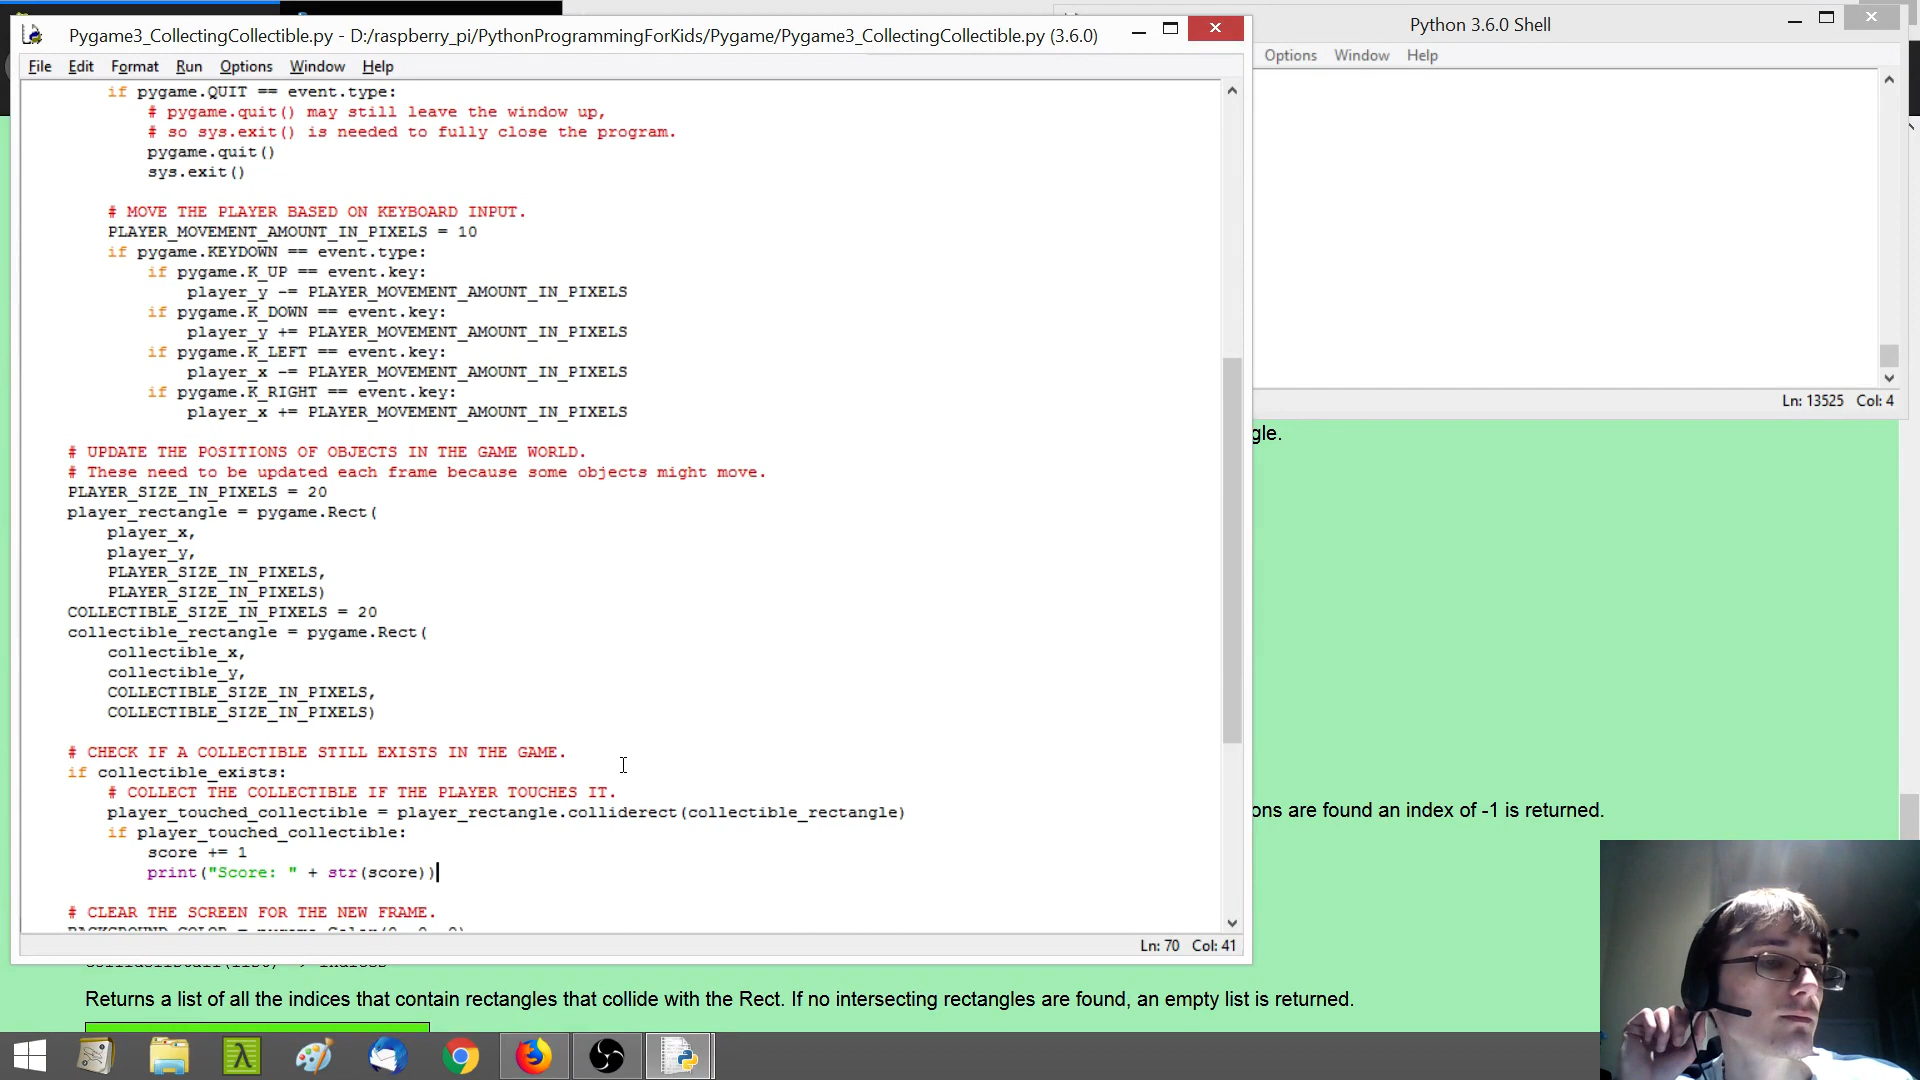 Pygame3_CollectingCollectible.py - D:/raspberry_pi/PythonProgrammingForKids/Pygame/Pygame3_CollectingCollectible.py (3.6.0)
File Edit Format Run Options Window Help
if pygame.QUIT == event.type:
# pygame.quit() may still leave the window up,
# so sys.exit() is needed to fully close the program.
pygame.quit()
sys.exit()
# MOVE THE PLAYER BASED ON KEYBOARD INPUT.
PLAYER_MOVEMENT_AMOUNT_IN_PIXELS = 10
if pygame.KEYDOWN == event.type:
if pygame.K_UP == event.key:
player_y -= PLAYER_MOVEMENT_AMOUNT_IN_PIXELS
if pygame.K_DOWN == event.key:
player_y += PLAYER_MOVEMENT_AMOUNT_IN_PIXELS
if pygame.K_LEFT == event.key:
player_x -= PLAYER_MOVEMENT_AMOUNT_IN_PIXELS
if pygame.K_RIGHT == event.key:
player_x += PLAYER_MOVEMENT_AMOUNT_IN_PIXELS
# UPDATE THE POSITIONS OF OBJECTS IN THE GAME WORLD.
# These need to be updated each frame because some objects might move.
PLAYER_SIZE_IN_PIXELS = 20
player_rectangle = pygame.Rect(
player_x,
player_y,
PLAYER_SIZE_IN_PIXELS,
PLAYER_SIZE_IN_PIXELS)
COLLECTIBLE_SIZE_IN_PIXELS = 20
collectible_rectangle = pygame.Rect(
collectible_x,
collectible_y,
COLLECTIBLE_SIZE_IN_PIXELS,
COLLECTIBLE_SIZE_IN_PIXELS)
# CHECK IF A COLLECTIBLE STILL EXISTS IN THE GAME.
if collectible_exists:
# COLLECT THE COLLECTIBLE IF THE PLAYER TOUCHES IT.
player_touched_collectible = player_rectangle.colliderect(collectible_rectangle)
if player_touched_collectible:
score += 1
print("Score: " + str(score))
# CLEAR THE SCREEN FOR THE NEW FRAME.
Ln: 70 Col: 41
Python 3.6.0 Shell
Options Window Help
Ln: 13525 Col: 4
gle.
ons are found an index of -1 is returned.
Returns a list of all the indices that contain rectangles that collide with the Rect. If no intersecting rectangles are found, an empty list is returned.